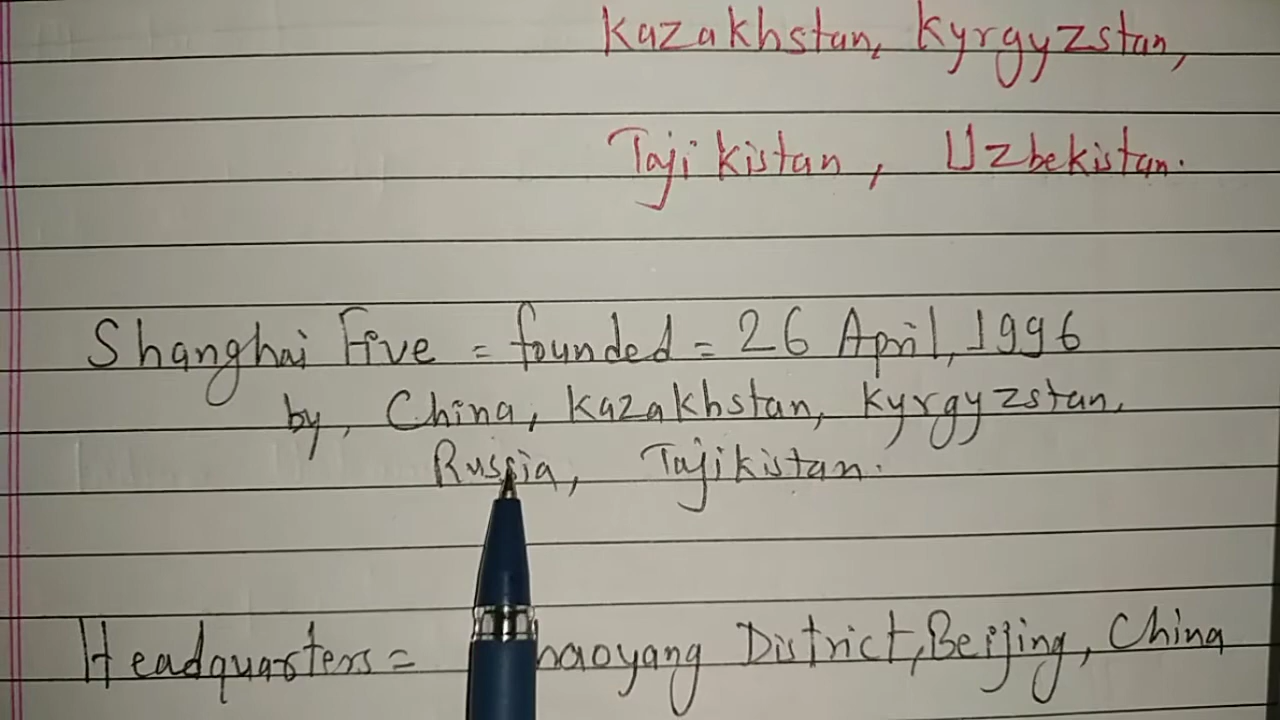 Kazakhstan, Kyrgyzstan,
Tajikistan, Uzbekistan.
Shanghai Five = founded = 26 April, 1996
by, China, Kazakhstan, Kyrgyzstan,
Russia, Tajikistan.
Headquarters = District, Beijing, China